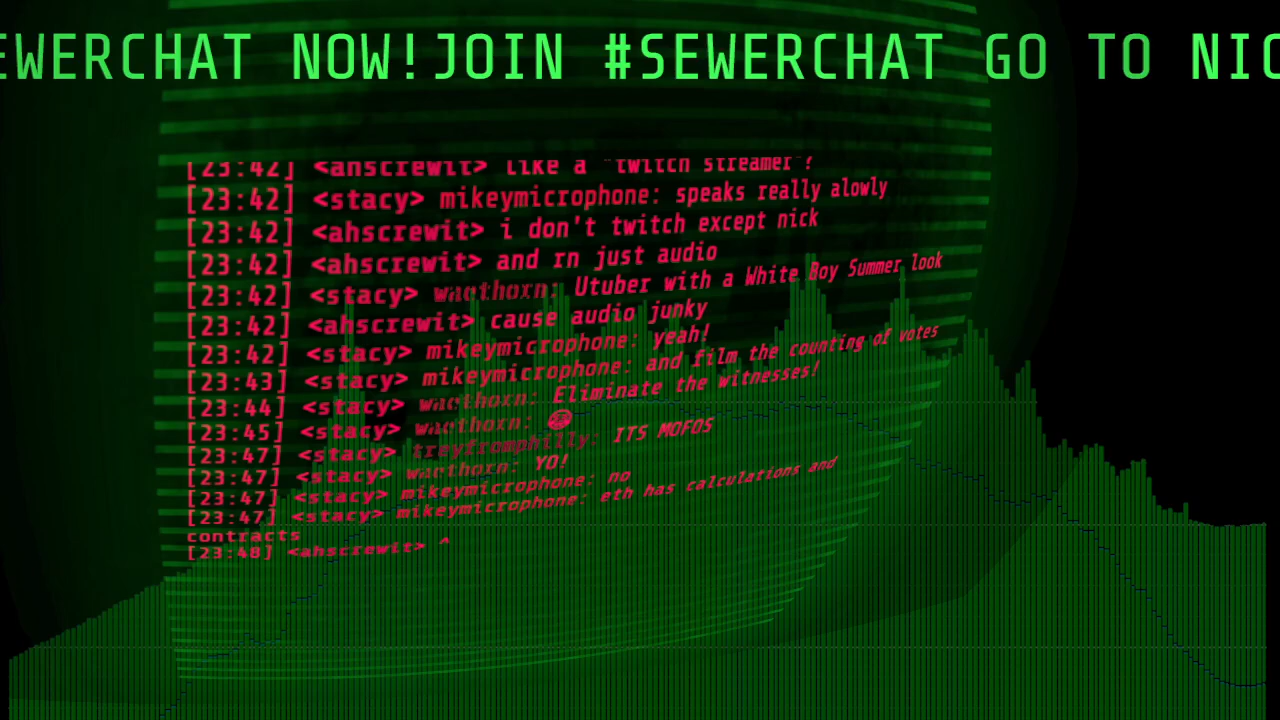 EWERCHAT NOW!JOIN #SEWERCHAT GO TO NIC
[23:42] <ahscrewit> like a "twitch streamer"?
[23:42] <stacy> mikeymicrophone: speaks really alowly
[23:42] <ahscrewit> i don't twitch except nick
[23:42] <ahscrewit> and rn just audio
[23:42] <stacy> waethorn: Utuber with a White Boy Summer look
[23:42] <ahscrewit> cause audio junky
[23:42] <stacy> mikeymicrophone: yeah!
[23:43] <stacy> mikeymicrophone: and film the counting of votes
[23:44] <stacy> waethorn: Eliminate the witnesses!
[23:45] <stacy> waethorn:
[23:47] <stacy> treyfromphilly: ITS MOFOS
[23:47] <stacy> waethorn: YO!
[23:47] <stacy> mikeymicrophone: no
[23:47] <stacy> mikeymicrophone: eth has calculations and
contracts
[23:48] <ahscrewit> ^